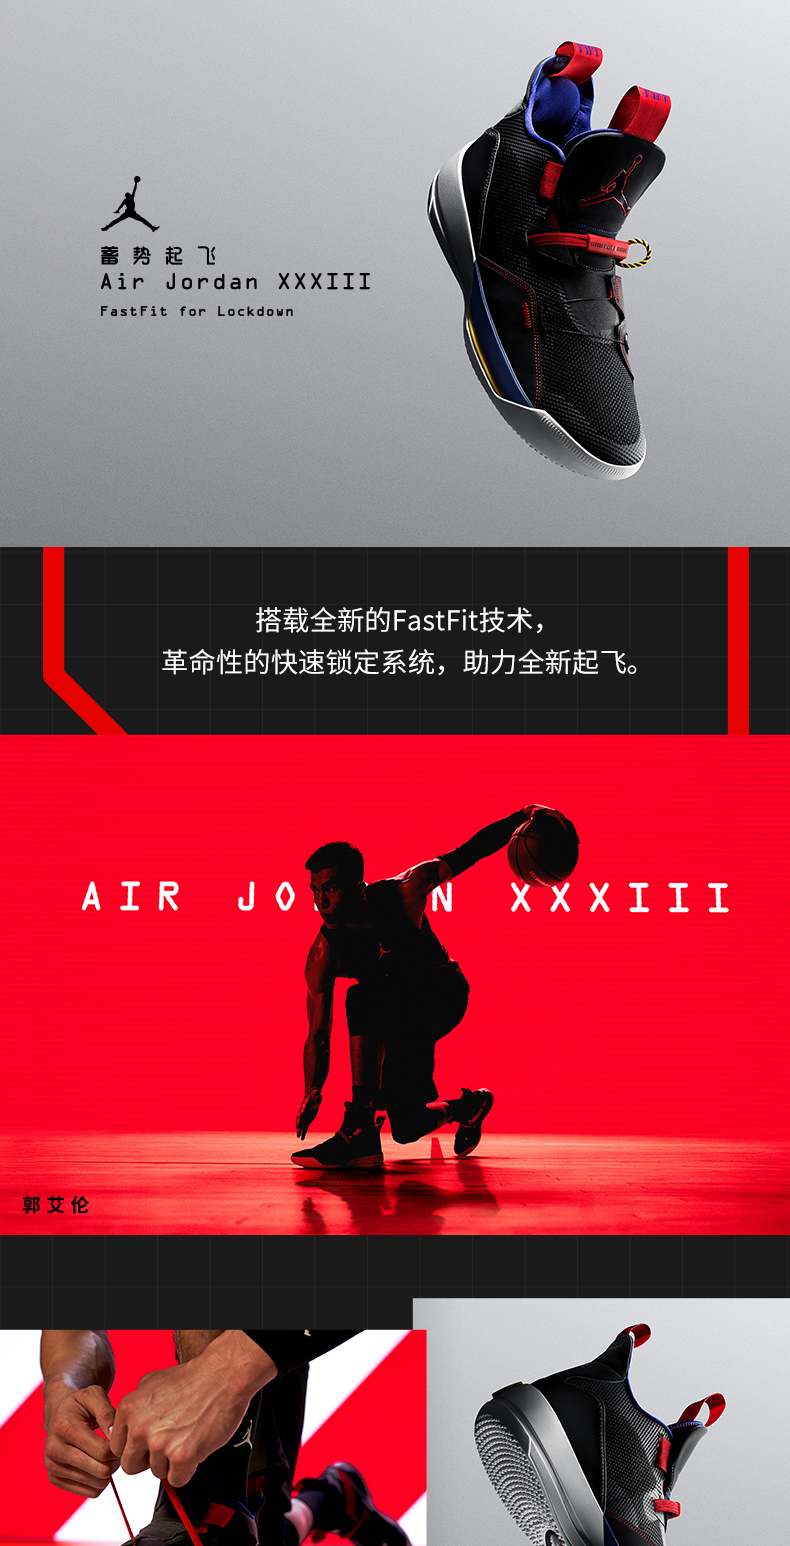 蓄势起飞
Air Jordan XXXIII
FastFit for Lockdown
搭载全新的FastFit技术，
革命性的快速锁定系统，助力全新起飞。
AIR JO N XXXIII
郭艾伦